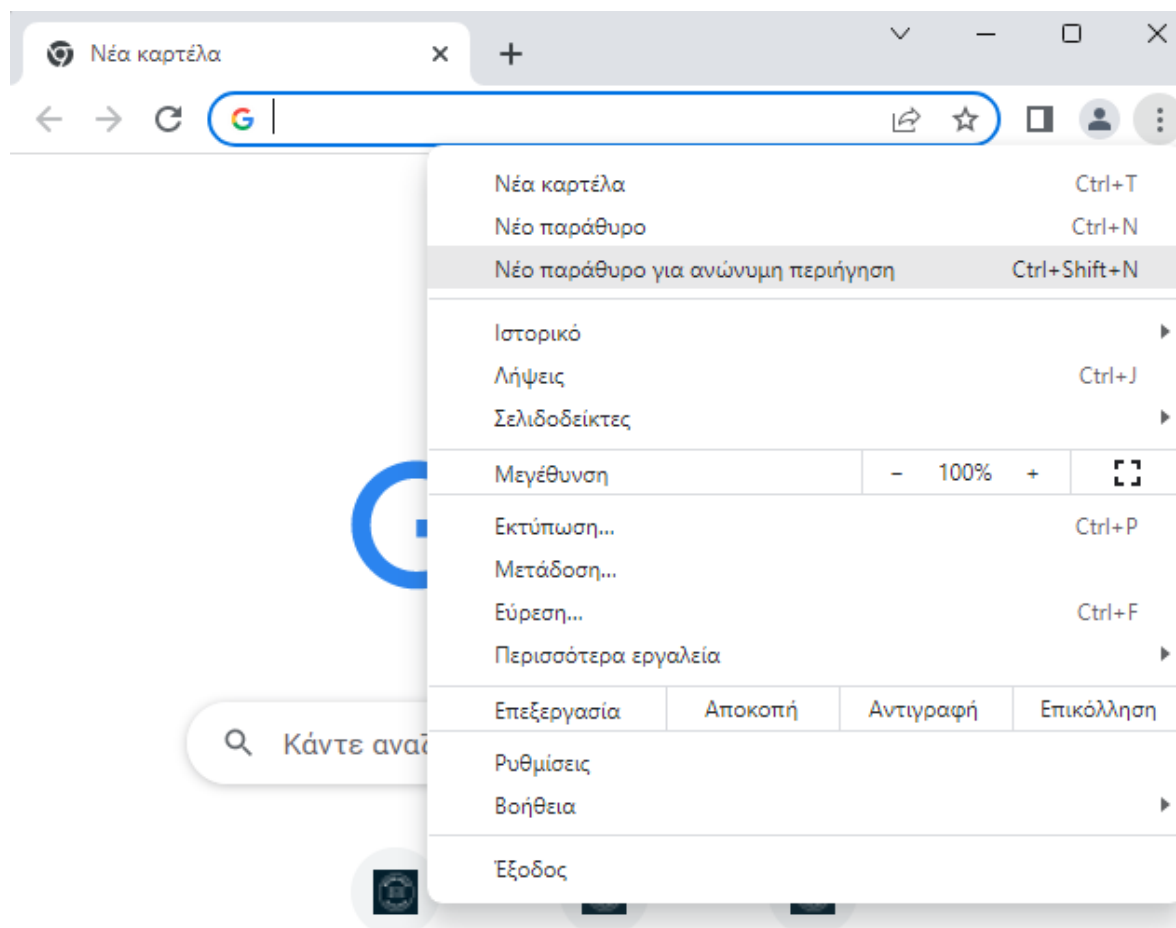 Νέα καρτέλα
Νέα καρτέλα Ctrl+T
Νέο παράθυρο Ctrl+N
Νέο παράθυρο για ανώνυμη περιήγηση Ctrl+Shift+N
Ιστορικό
Λήψεις Ctrl+J
Σελιδοδείκτες
Μεγέθυνση - 100% +
Εκτύπωση... Ctrl+P
Μετάδοση...
Εύρεση... Ctrl+F
Περισσότερα εργαλεία
Επεξεργασία Αποκοπή Αντιγραφή Επικόλληση
Κάντε
Ρυθμίσεις
Βοήθεια
Έξοδος